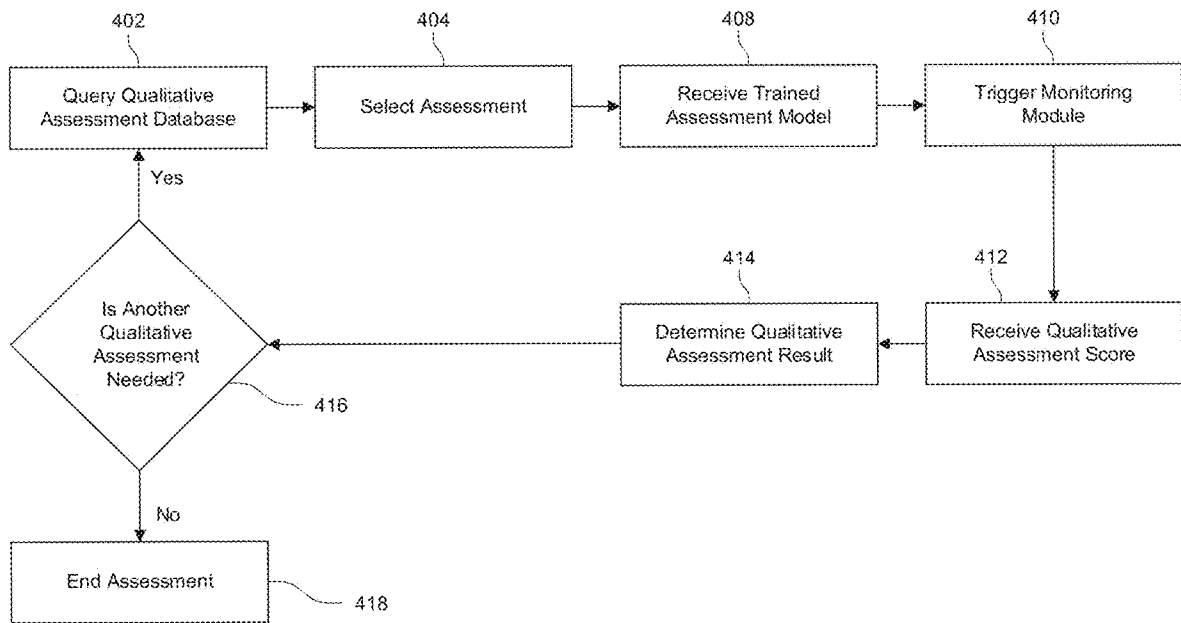 402
404
408
410
Query Qualitative
Assessment Database
Select Assessment
Receive Trained
Assessment Model
Trigger Monitoring
Module
Yes
414
412
Is Another
Qualitative
Assessment
Needed?
Determine Qualitative
Assessment Result
Receive Qualitative
Assessment Score
416
No
End Assessment
418